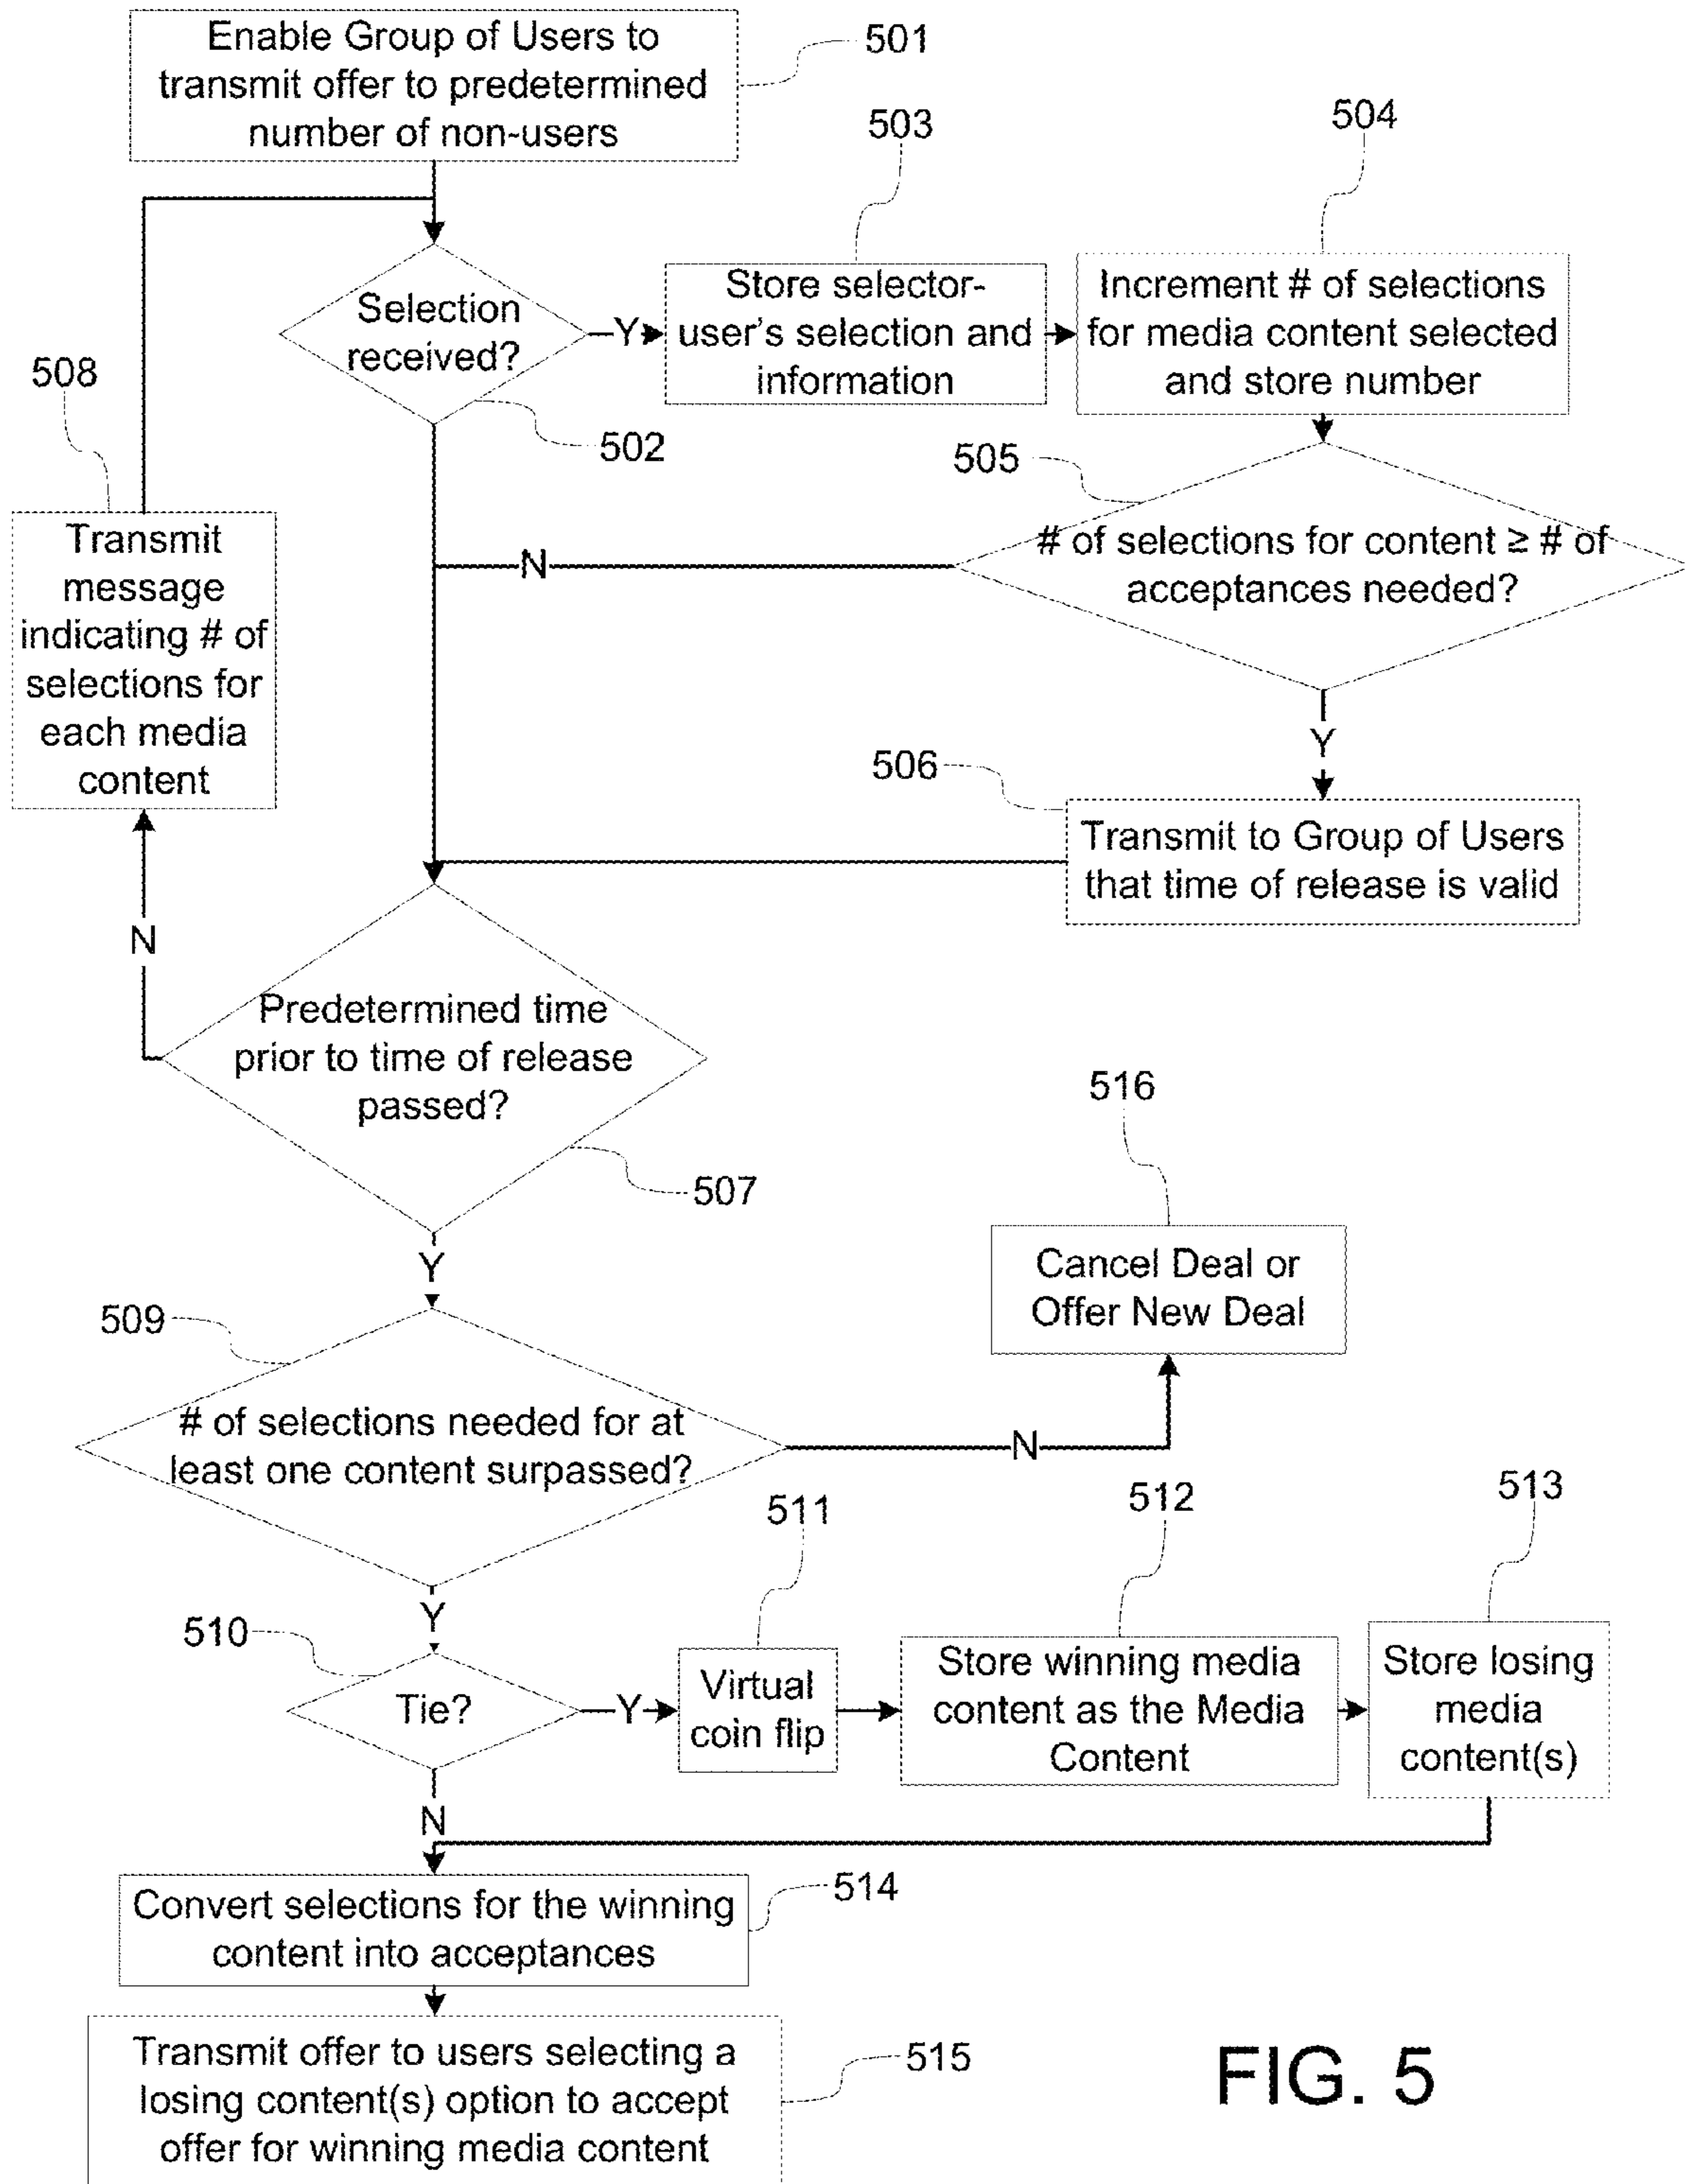 Enable Group of Users to
transmit offer to predetermined
number of non-users
501
503
504
Selection
received?
Y
Store selector-
user's selection and
information
Increment # of selections
for media content selected
and store number
508
502
505
Transmit
message
indicating # of
selections for
each media
content
# of selections for content ≥ # of
acceptances needed?
N
Y
506
Transmit to Group of Users
that time of release is valid
N
Predetermined time
prior to time of release
passed?
507
516
Y
Cancel Deal or
Offer New Deal
509
# of selections needed for at
least one content surpassed?
N
511
512
513
Y
510
Tie?
Y
Virtual
coin flip
Store winning media
content as the Media
Content
Store losing
media
content(s)
N
Convert selections for the winning
content into acceptances
514
Transmit offer to users selecting a
losing content(s) option to accept
offer for winning media content
515
FIG. 5